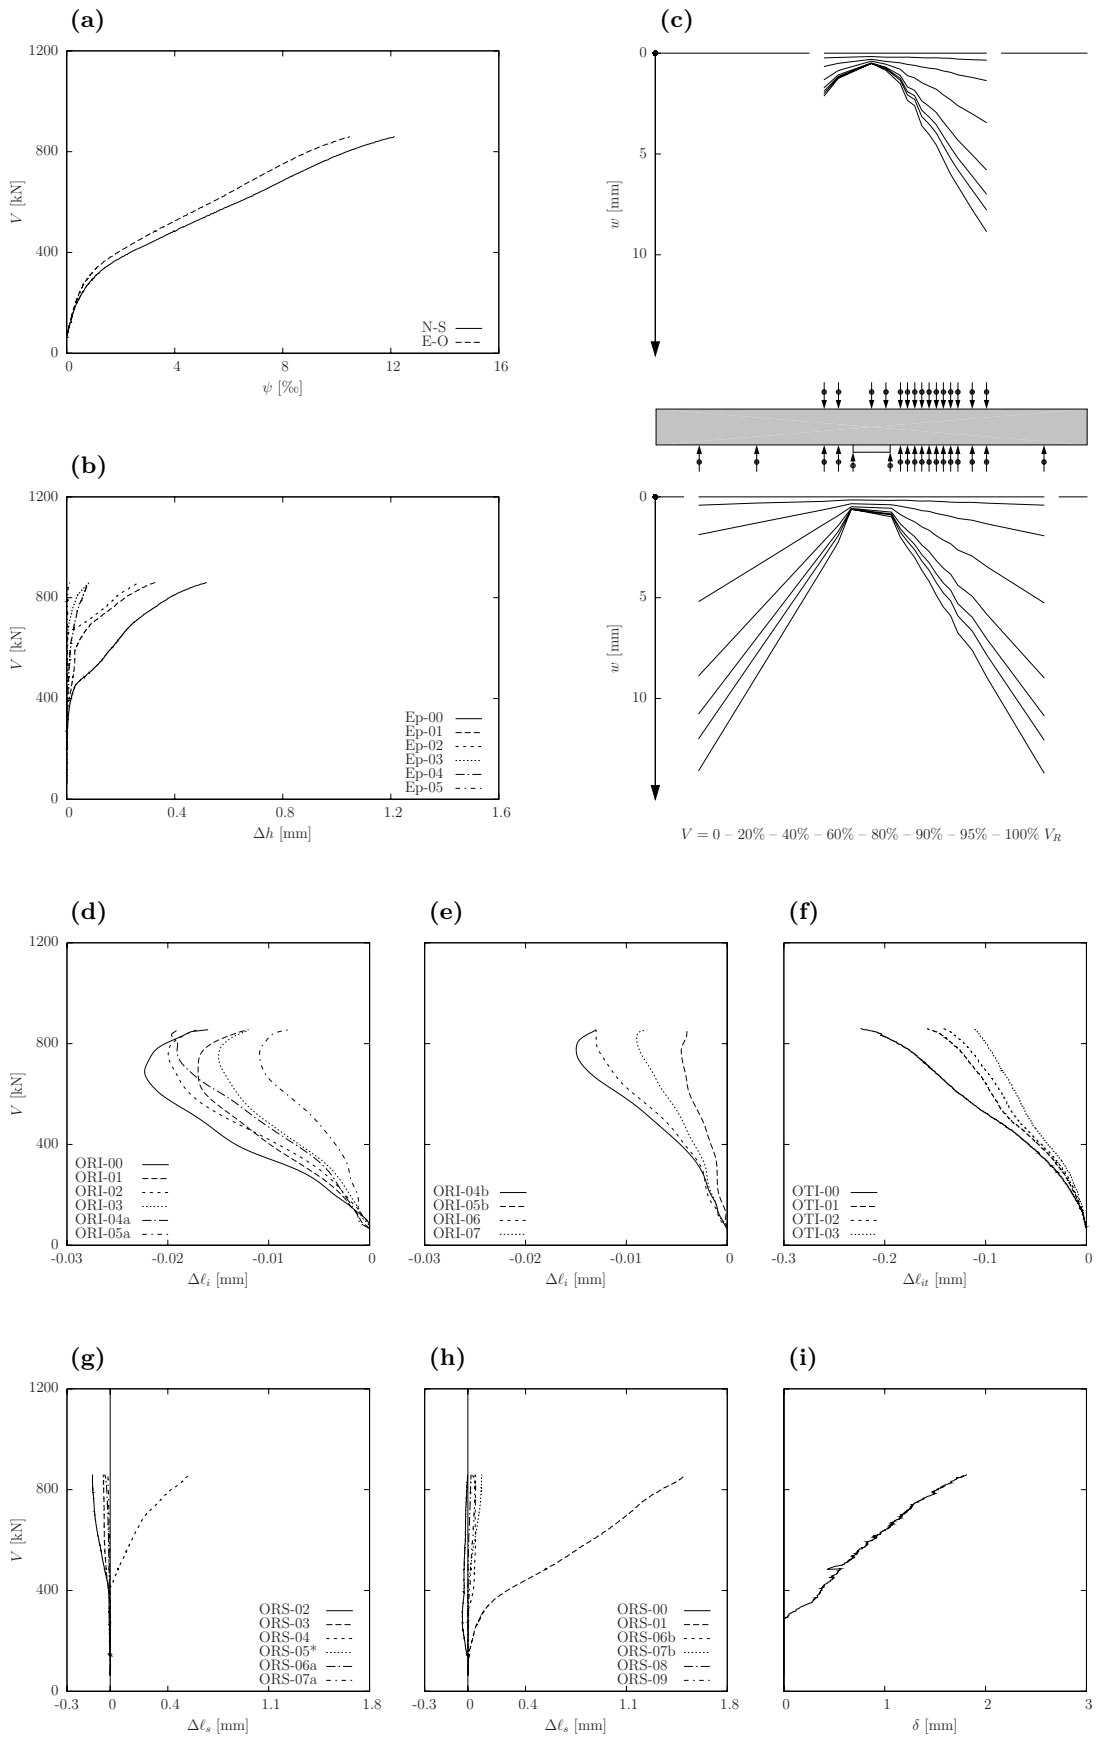 (a)
1200
800
400
0
V [kN]
N-S
E-O
0 4 8 12 16
ψ [‰]
(b)
1200
800
400
0
V [kN]
Ep-00
Ep-01
Ep-02
Ep-03
Ep-04
Ep-05
0 0.4 0.8 1.2 1.6
Δh [mm]
(c)
0
5
10
w [mm]
0
5
10
w [mm]
V = 0 – 20% – 40% – 60% – 80% – 90% – 95% – 100% V_R
(d)
1200
800
400
0
V [kN]
ORI-00
ORI-01
ORI-02
ORI-03
ORI-04a
ORI-05a
-0.03 -0.02 -0.01 0
Δℓ_i [mm]
(e)
ORI-04b
ORI-05b
ORI-06
ORI-07
-0.03 -0.02 -0.01 0
Δℓ_i [mm]
(f)
OTI-00
OTI-01
OTI-02
OTI-03
-0.3 -0.2 -0.1 0
Δℓ_it [mm]
(g)
1200
800
400
0
V [kN]
ORS-02
ORS-03
ORS-04
ORS-05*
ORS-06a
ORS-07a
-0.3 0 0.4 1.1 1.8
Δℓ_s [mm]
(h)
ORS-00
ORS-01
ORS-06b
ORS-07b
ORS-08
ORS-09
-0.3 0 0.4 1.1 1.8
Δℓ_s [mm]
(i)
0 1 2 3
δ [mm]